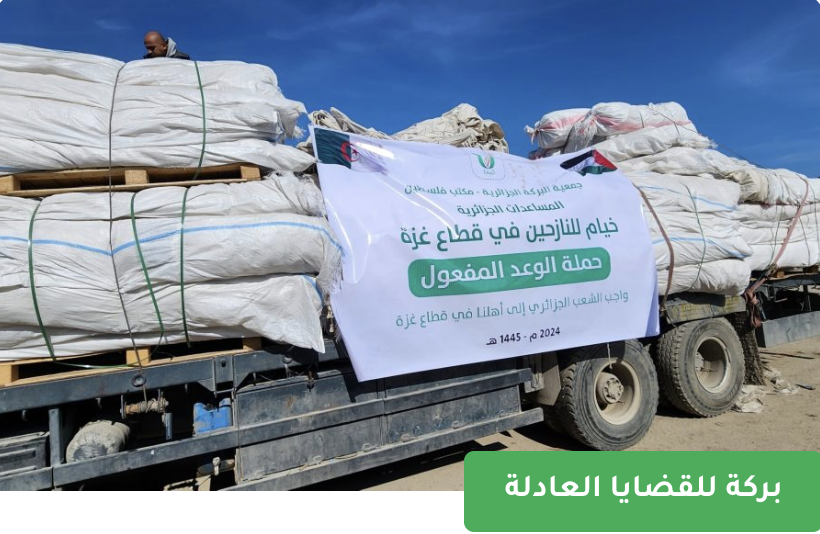 جمعية البركة الجزائرية - مكتب فلسطين
المساعدات الجزائرية
خيام للنازحين في قطاع غزة
حملة الوعد المفعول
واجب الشعب الجزائري إلى أهلنا في قطاع غزة
2024 م - 1445 هـ
بركة للقضايا العادلة